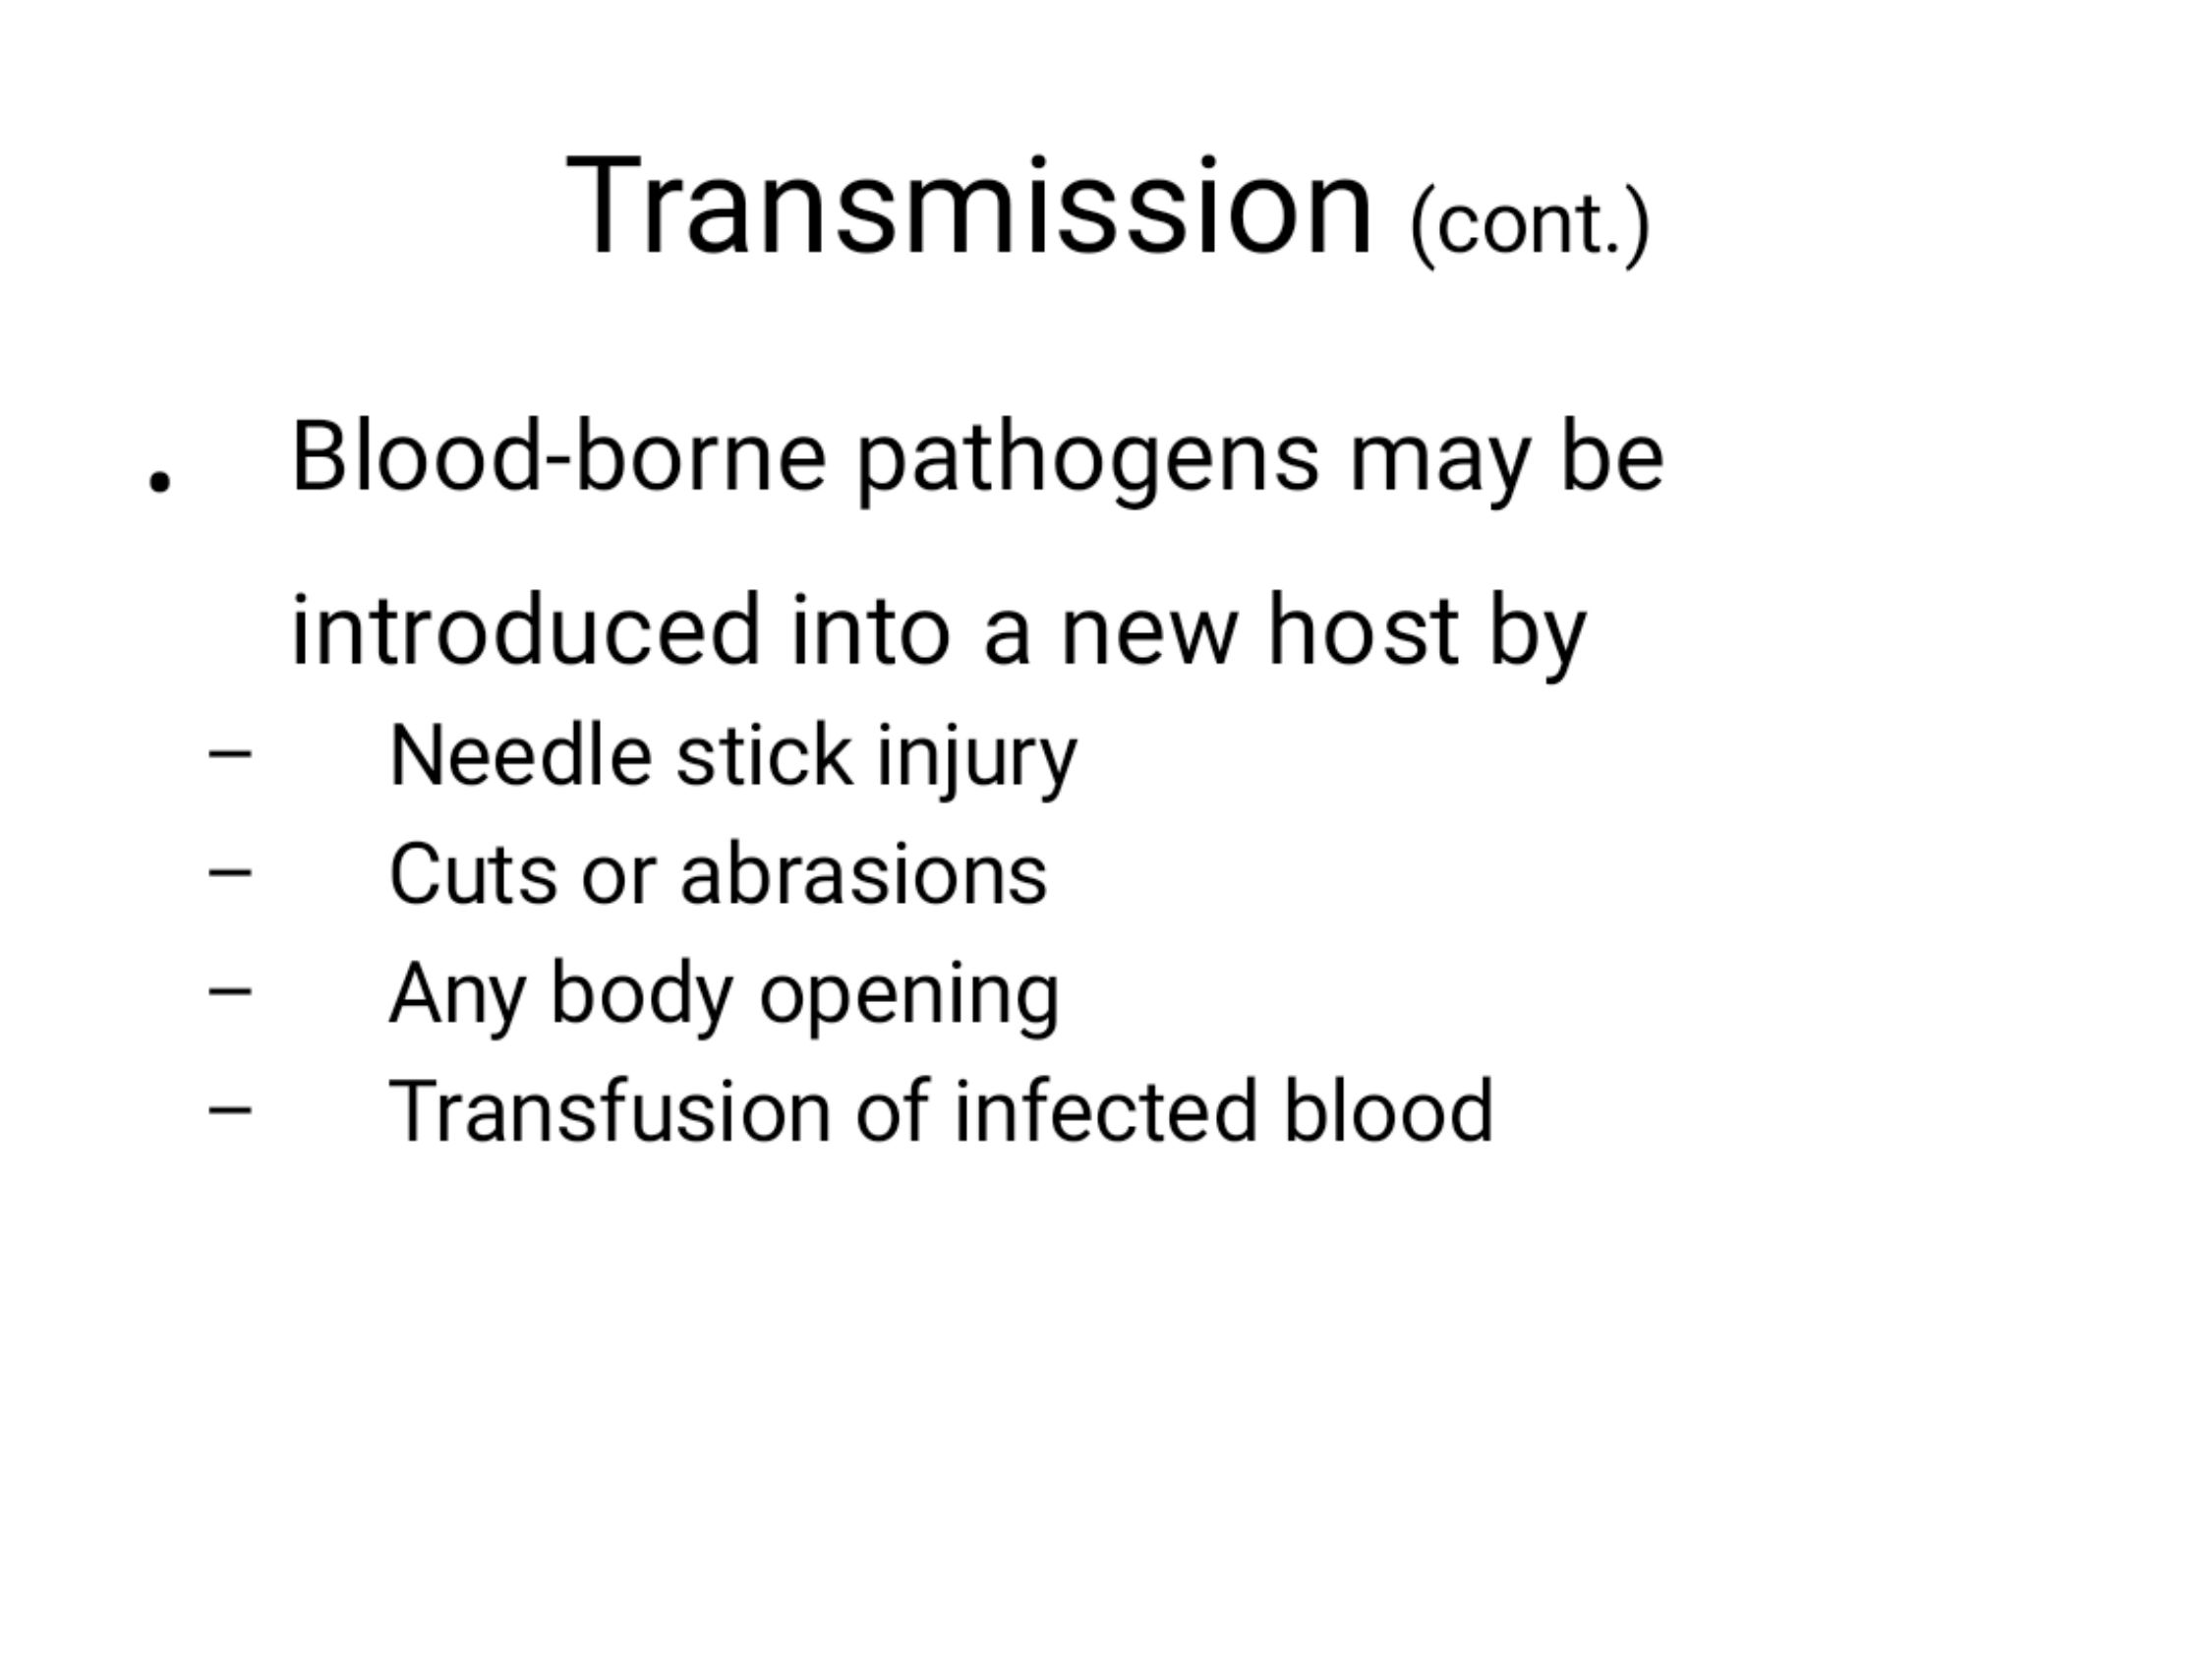 Transmission (cont.)
• Blood-borne pathogens may be
introduced into a new host by
– Needle stick injury
– Cuts or abrasions
– Any body opening
– Transfusion of infected blood